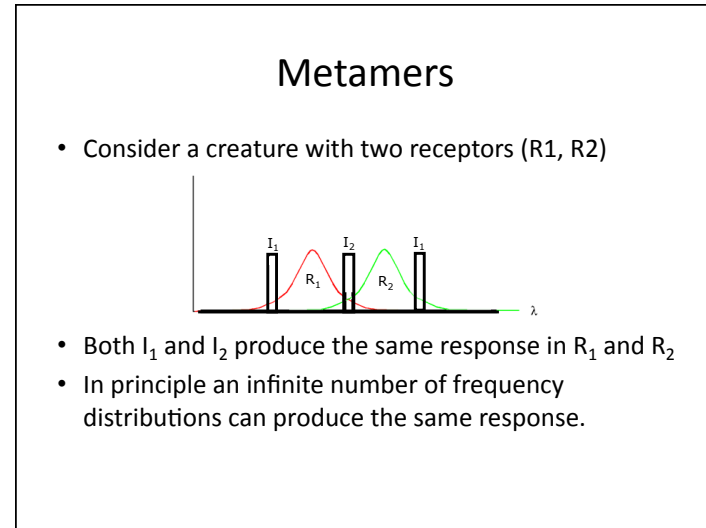 Metamers
• Consider a creature with two receptors (R1, R2)
I₁ I₂ I₁
R₁ R₂
λ
• Both I₁ and I₂ produce the same response in R₁ and R₂
• In principle an infinite number of frequency
distributions can produce the same response.